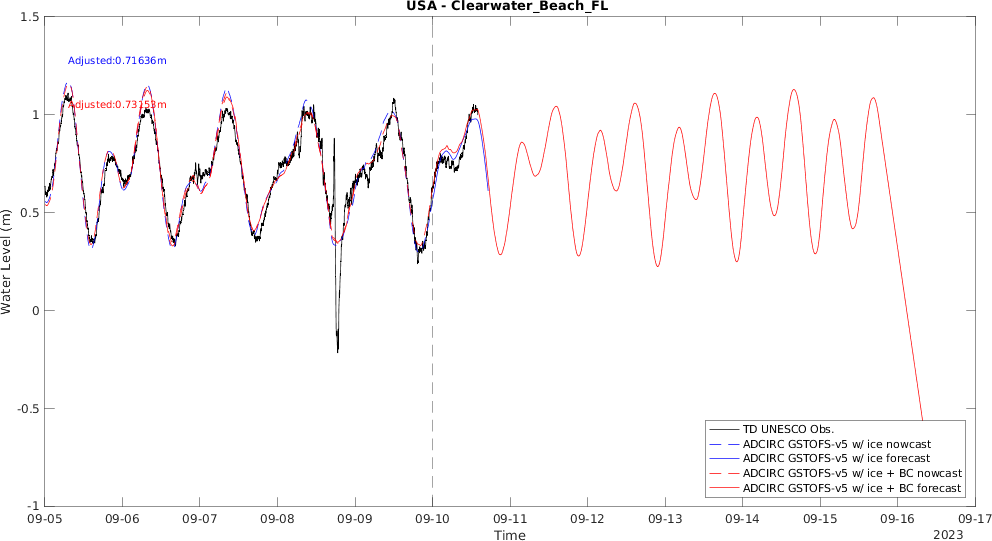 USA - Clearwater_Beach_FL
1.5
Adjusted:0.71636m
Adjusted:0.73153m
1
0.5
0
-0.5
-1
Water Level (m)
TD UNESCO Obs.
ADCIRC GSTOFS-v5 w/ ice nowcast
ADCIRC GSTOFS-v5 w/ ice forecast
ADCIRC GSTOFS-v5 w/ ice + BC nowcast
ADCIRC GSTOFS-v5 w/ ice + BC forecast
09-05 09-06 09-07 09-08 09-09 09-10 09-11 09-12 09-13 09-14 09-15 09-16 09-17
Time
2023